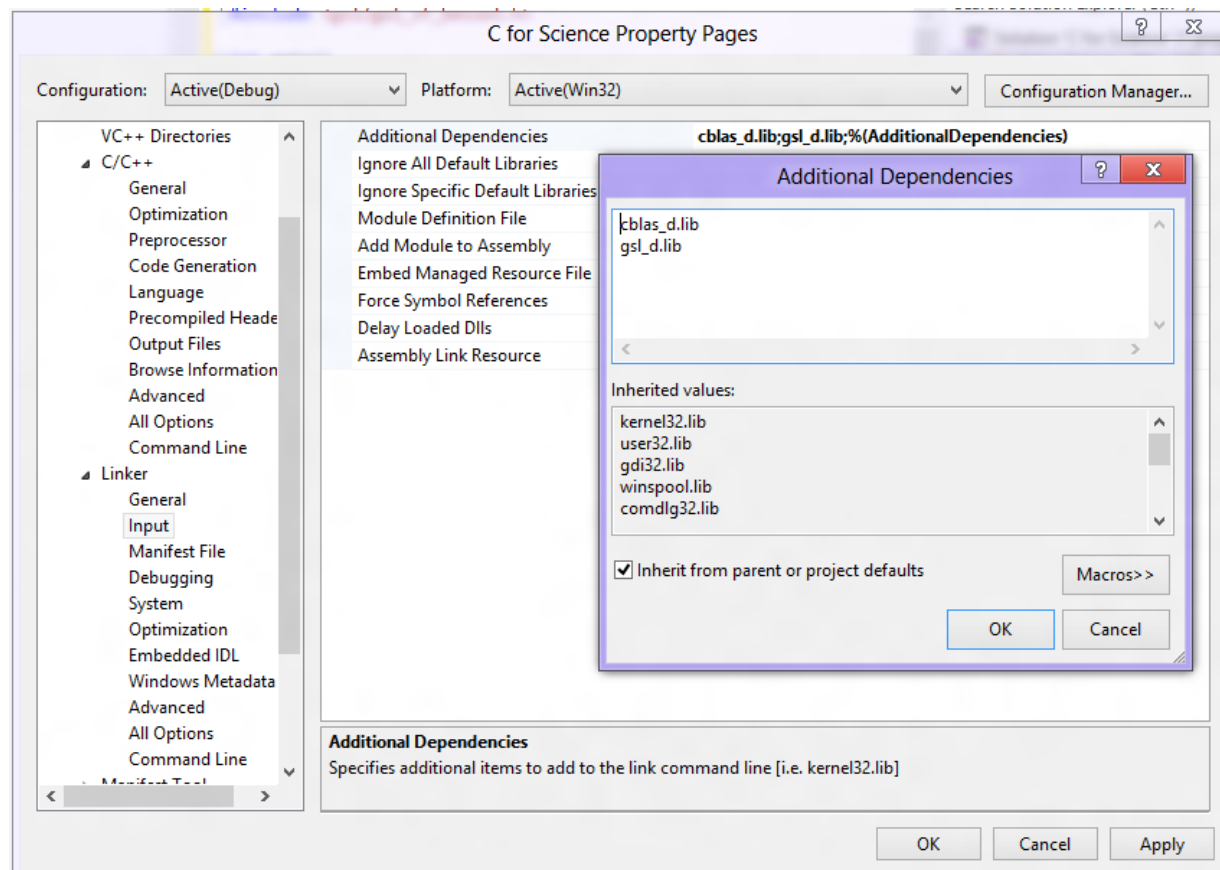 C for Science Property Pages
?
Configuration: Active(Debug) Platform: Active(Win32) Configuration Manager...
VC++ Directories
C/C++
General
Optimization
Preprocessor
Code Generation
Language
Precompiled Heade
Output Files
Browse Information
Advanced
All Options
Command Line
Linker
General
Input
Manifest File
Debugging
System
Optimization
Embedded IDL
Windows Metadata
Advanced
All Options
Command Line
Additional Dependencies cblas_d.lib;gsl_d.lib;%(AdditionalDependencies)
Ignore All Default Libraries
Ignore Specific Default Libraries
Module Definition File
Add Module to Assembly
Embed Managed Resource File
Force Symbol References
Delay Loaded Dlls
Assembly Link Resource
Additional Dependencies
?
cblas_d.lib
gsl_d.lib
Inherited values:
kernel32.lib
user32.lib
gdi32.lib
winspool.lib
comdlg32.lib
Inherit from parent or project defaults
Macros>>
OK Cancel
Additional Dependencies
Specifies additional items to add to the link command line [i.e. kernel32.lib]
OK Cancel Apply